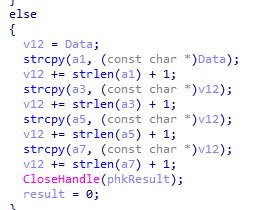 }
else
{
v12 = Data;
strcpy(a1, (const char *)Data);
v12 += strlen(a1) + 1;
strcpy(a3, (const char *)v12);
v12 += strlen(a3) + 1;
strcpy(a5, (const char *)v12);
v12 += strlen(a5) + 1;
strcpy(a7, (const char *)v12);
v12 += strlen(a7) + 1;
CloseHandle(phkResult);
result = 0;
}